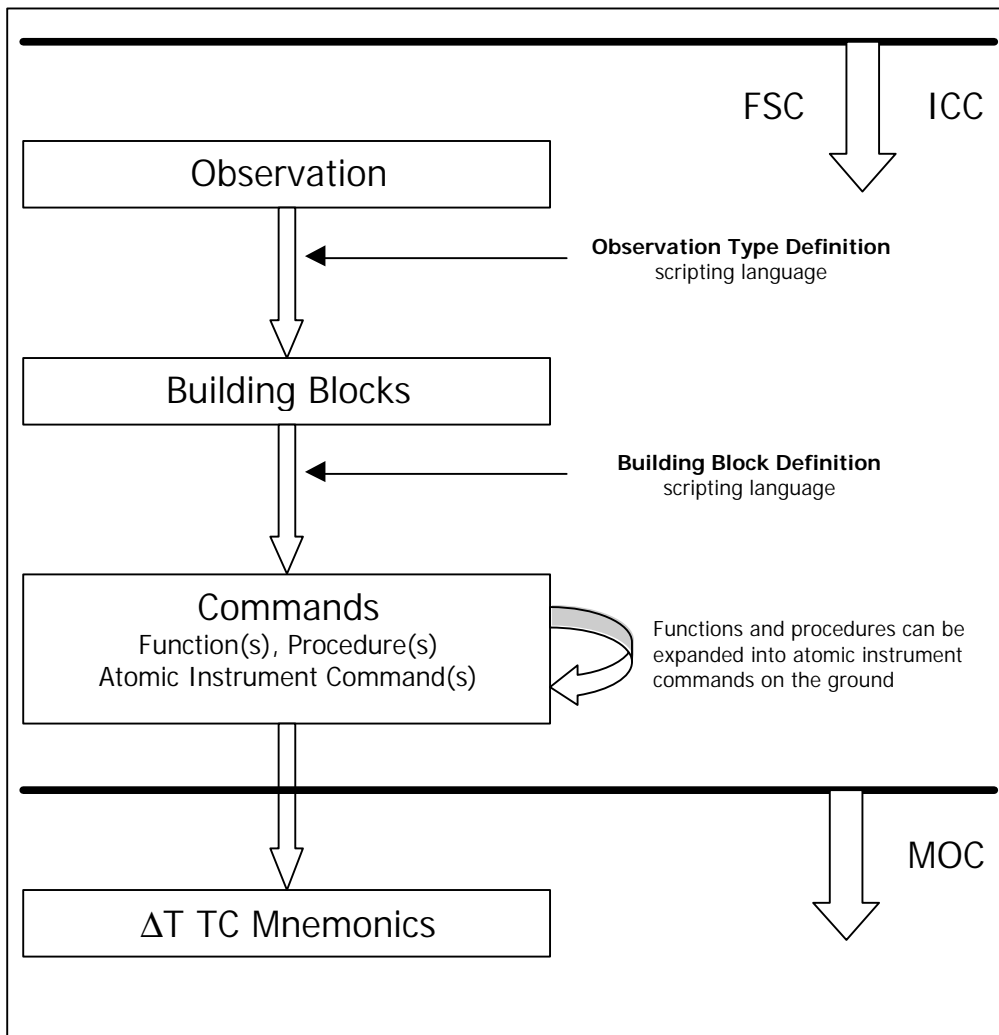 FSC ICC
Observation
Observation Type Definition
scripting language
Building Blocks
Building Block Definition
scripting language
Commands
Function(s), Procedure(s)
Atomic Instrument Command(s)
Functions and procedures can be
expanded into atomic instrument
commands on the ground
MOC
ΔT TC Mnemonics